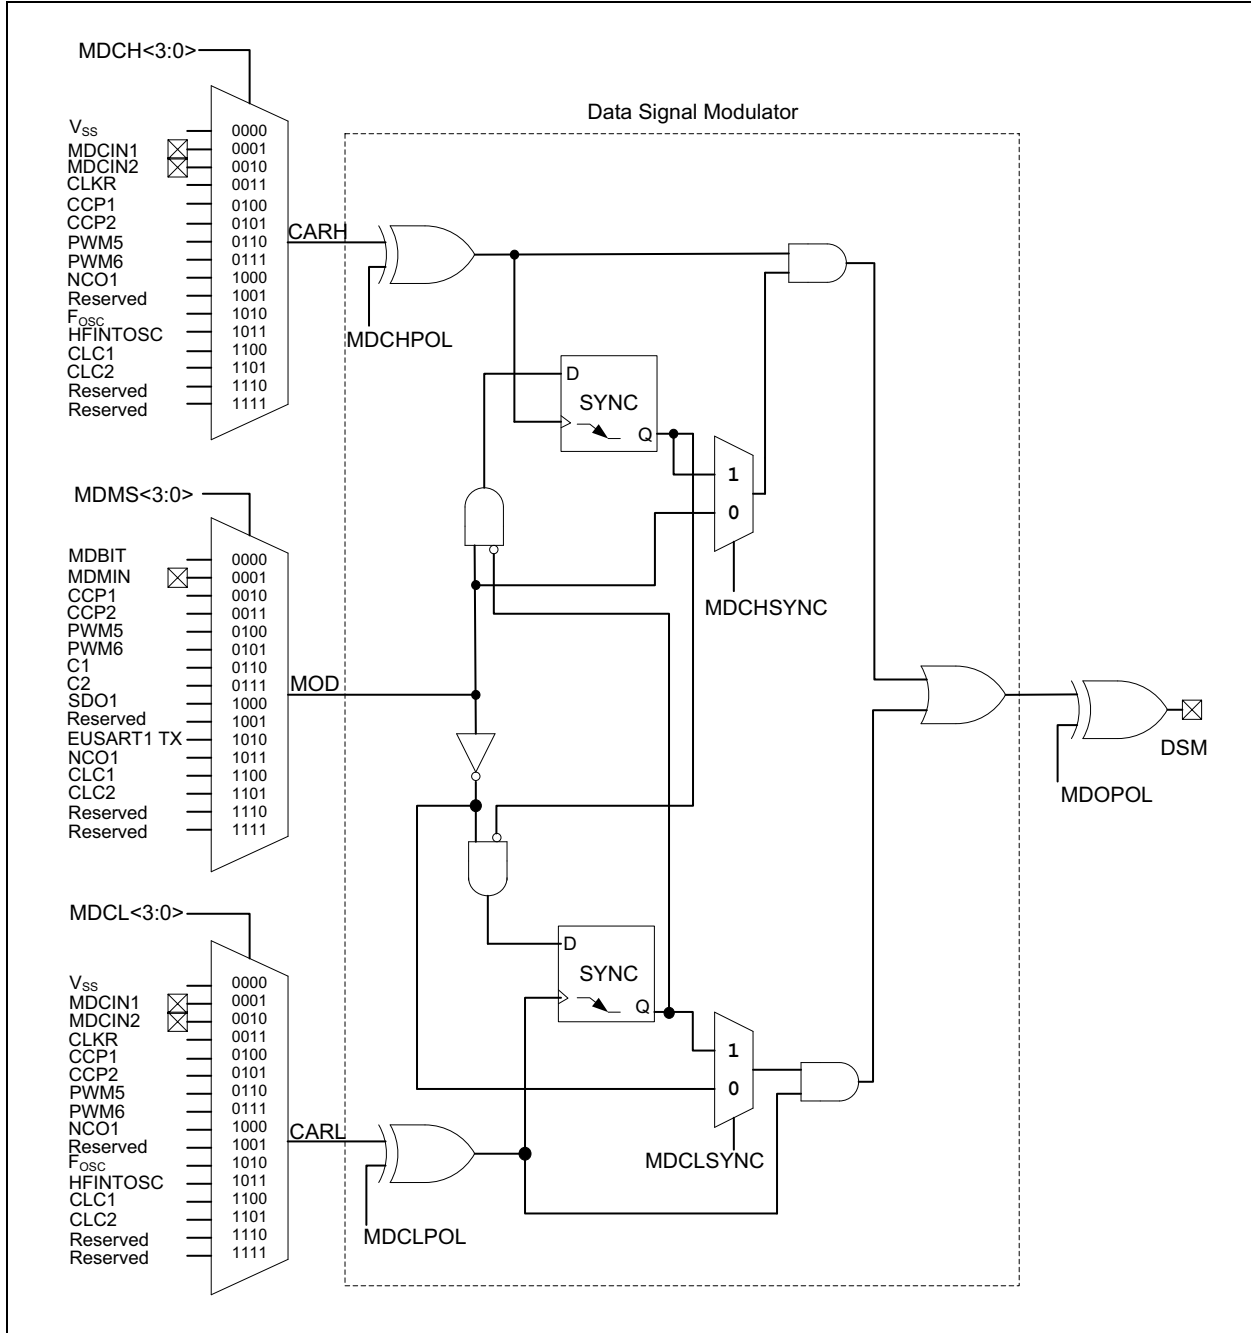 MDCH<3:0>
Data Signal Modulator
VSS 0000
MDCIN1 0001
MDCIN2 0010
CLKR 0011
CCP1 0100
CCP2 0101
PWM5 0110
PWM6 0111
NCO1 1000
Reserved 1001
FOSC 1010
HFINTOSC 1011
CLC1 1100
CLC2 1101
Reserved 1110
Reserved 1111
CARH
MDCHPOL
D
SYNC
Q
1
0
MDCHSYNC
MDMS<3:0>
MDBIT 0000
MDMIN 0001
CCP1 0010
CCP2 0011
PWM5 0100
PWM6 0101
C1 0110
C2 0111
SDO1 1000
Reserved 1001
EUSART1 TX 1010
NCO1 1011
CLC1 1100
CLC2 1101
Reserved 1110
Reserved 1111
MOD
DSM
MDOPOL
MDCL<3:0>
VSS 0000
MDCIN1 0001
MDCIN2 0010
CLKR 0011
CCP1 0100
CCP2 0101
PWM5 0110
PWM6 0111
NCO1 1000
Reserved 1001
FOSC 1010
HFINTOSC 1011
CLC1 1100
CLC2 1101
Reserved 1110
Reserved 1111
CARL
MDCLPOL
D
SYNC
Q
1
0
MDCLSYNC